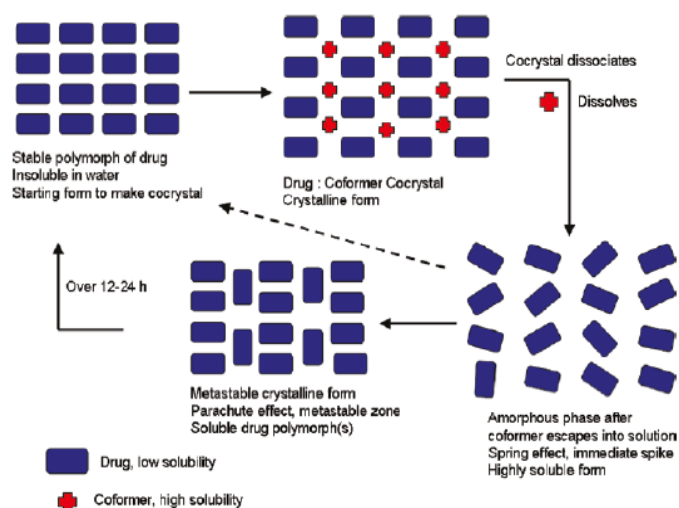 Stable polymorph of drug
Insoluble in water
Starting form to make cocrystal
Drug : Coformer Cocrystal
Crystalline form
Cocrystal dissociates
Dissolves
Over 12-24 h
Metastable crystalline form
Parachute effect, metastable zone
Soluble drug polymorph(s)
Amorphous phase after
coformer escapes into solution
Spring effect, immediate spike
Highly soluble form
Drug, low solubility
Coformer, high solubility